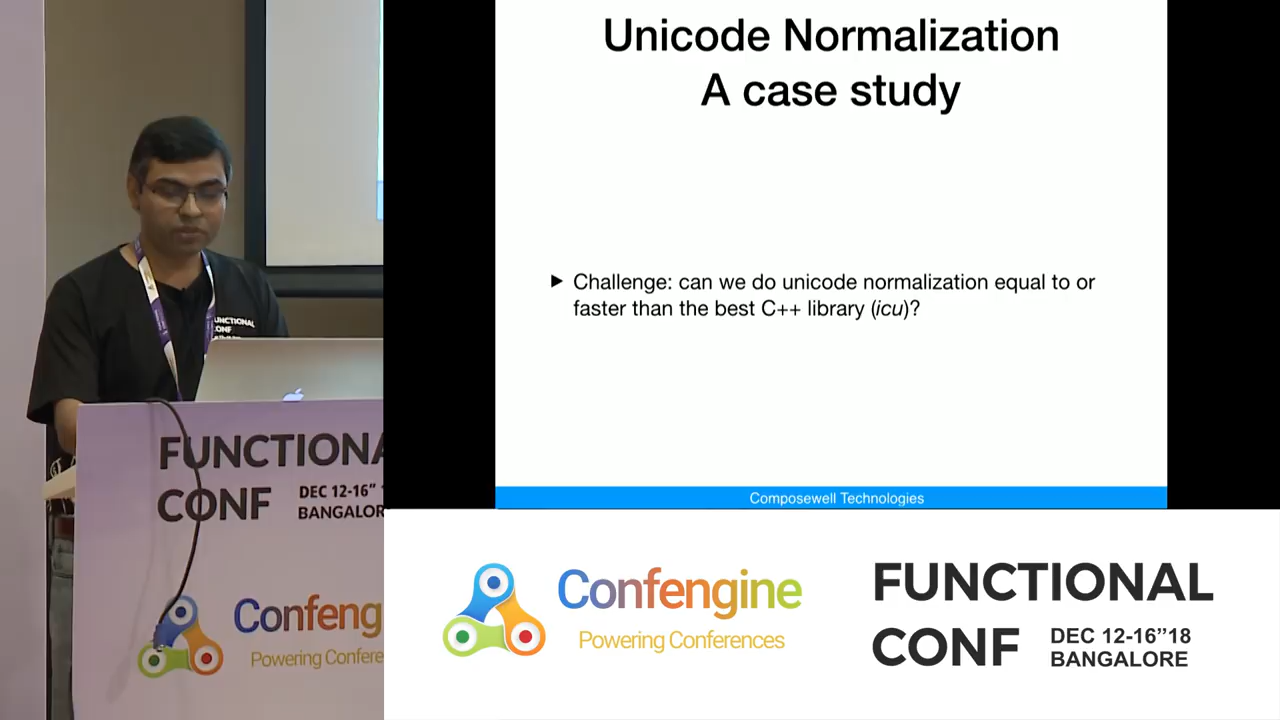 Unicode Normalization
A case study
▶ Challenge: can we do unicode normalization equal to or
faster than the best C++ library (icu)?
Composewell Technologies
FUNCTIONAL
CONF
FUNCTIONA
CONF
DEC 12-16”
BANGALOR
Confeng
Powering Confere
Confengine
Powering Conferences
FUNCTIONAL
CONF
DEC 12-16”18
BANGALORE